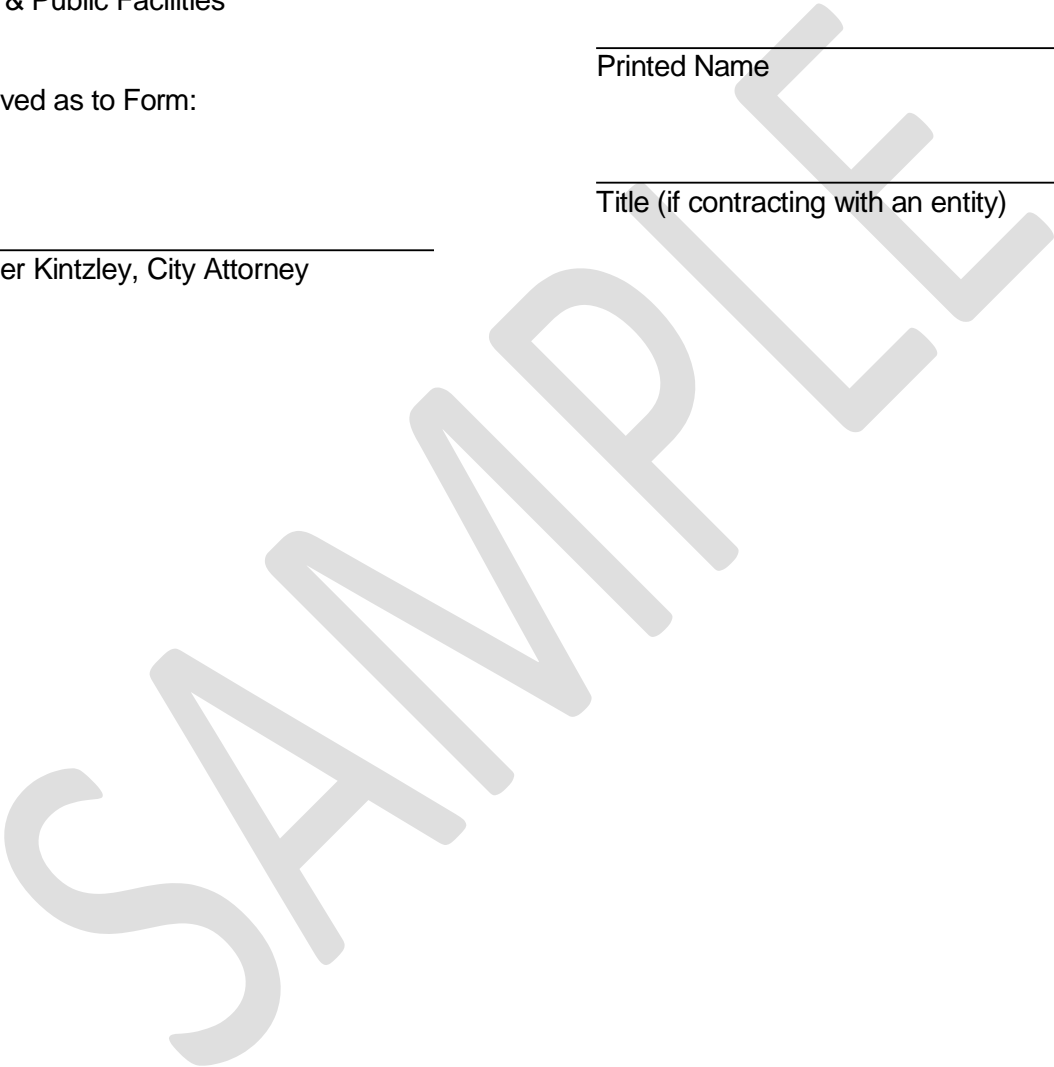 & Public Facilities
ved as to Form:
er Kintzley, City Attorney
Printed Name
Title (if contracting with an entity)
SAMPLE